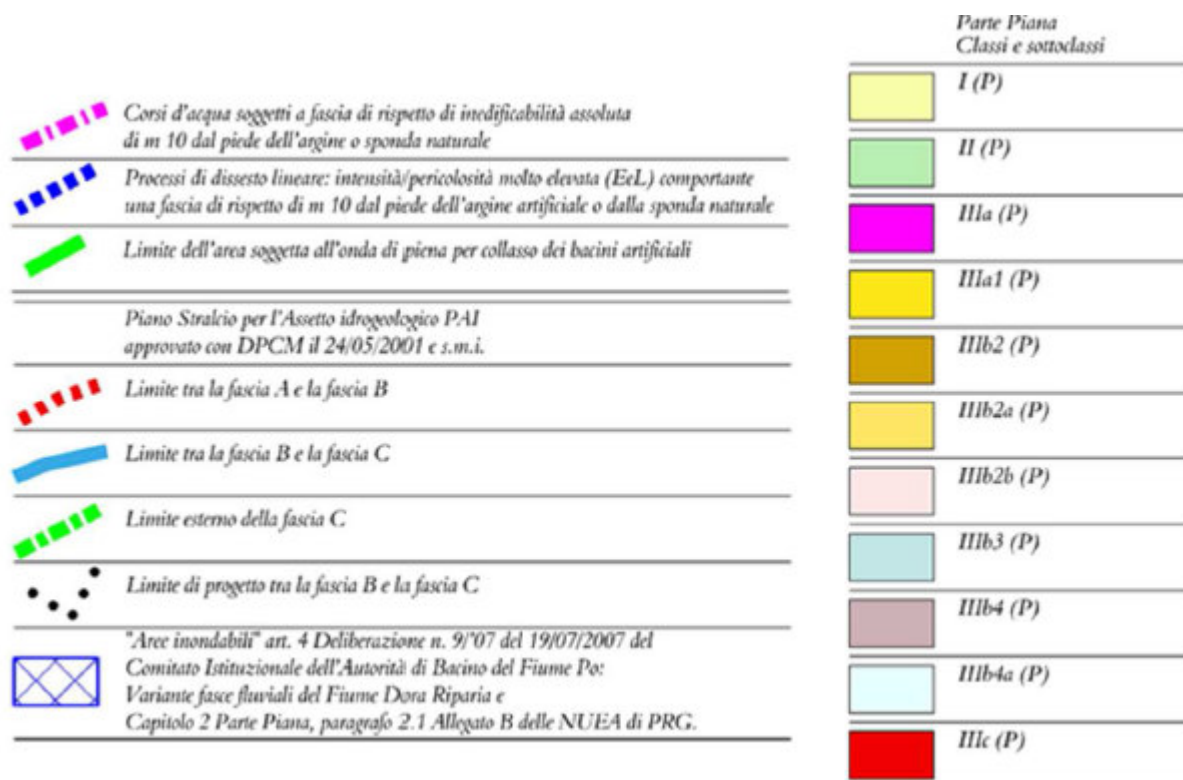 Corsi d'acqua soggetti a fascia di rispetto di inedificabilità assoluta
di m 10 dal piede dell'argine o sponda naturale
Processi di dissesto lineare: intensità/pericolosità molto elevata (EeL) comportante
una fascia di rispetto di m 10 dal piede dell'argine artificiale o dalla sponda naturale
Limite dell'area soggetta all'onda di piena per collasso dei bacini artificiali
Piano Stralcio per l'Assetto idrogeologico PAI
approvato con DPCM il 24/05/2001 e s.m.i.
Limite tra la fascia A e la fascia B
Limite tra la fascia B e la fascia C
Limite esterno della fascia C
Limite di progetto tra la fascia B e la fascia C
"Aree inondabili" art. 4 Deliberazione n. 9/'07 del 19/07/2007 del
Comitato Istituzionale dell'Autorità di Bacino del Fiume Po:
Variante fasce fluviali del Fiume Dora Riparia e
Capitolo 2 Parte Piana, paragrafo 2.1 Allegato B delle NUEA di PRG.
Parte Piana
Classi e sottoclassi
I (P)
II (P)
IIIa (P)
IIIa1 (P)
IIIb2 (P)
IIIb2a (P)
IIIb2b (P)
IIIb3 (P)
IIIb4 (P)
IIIb4a (P)
IIIc (P)